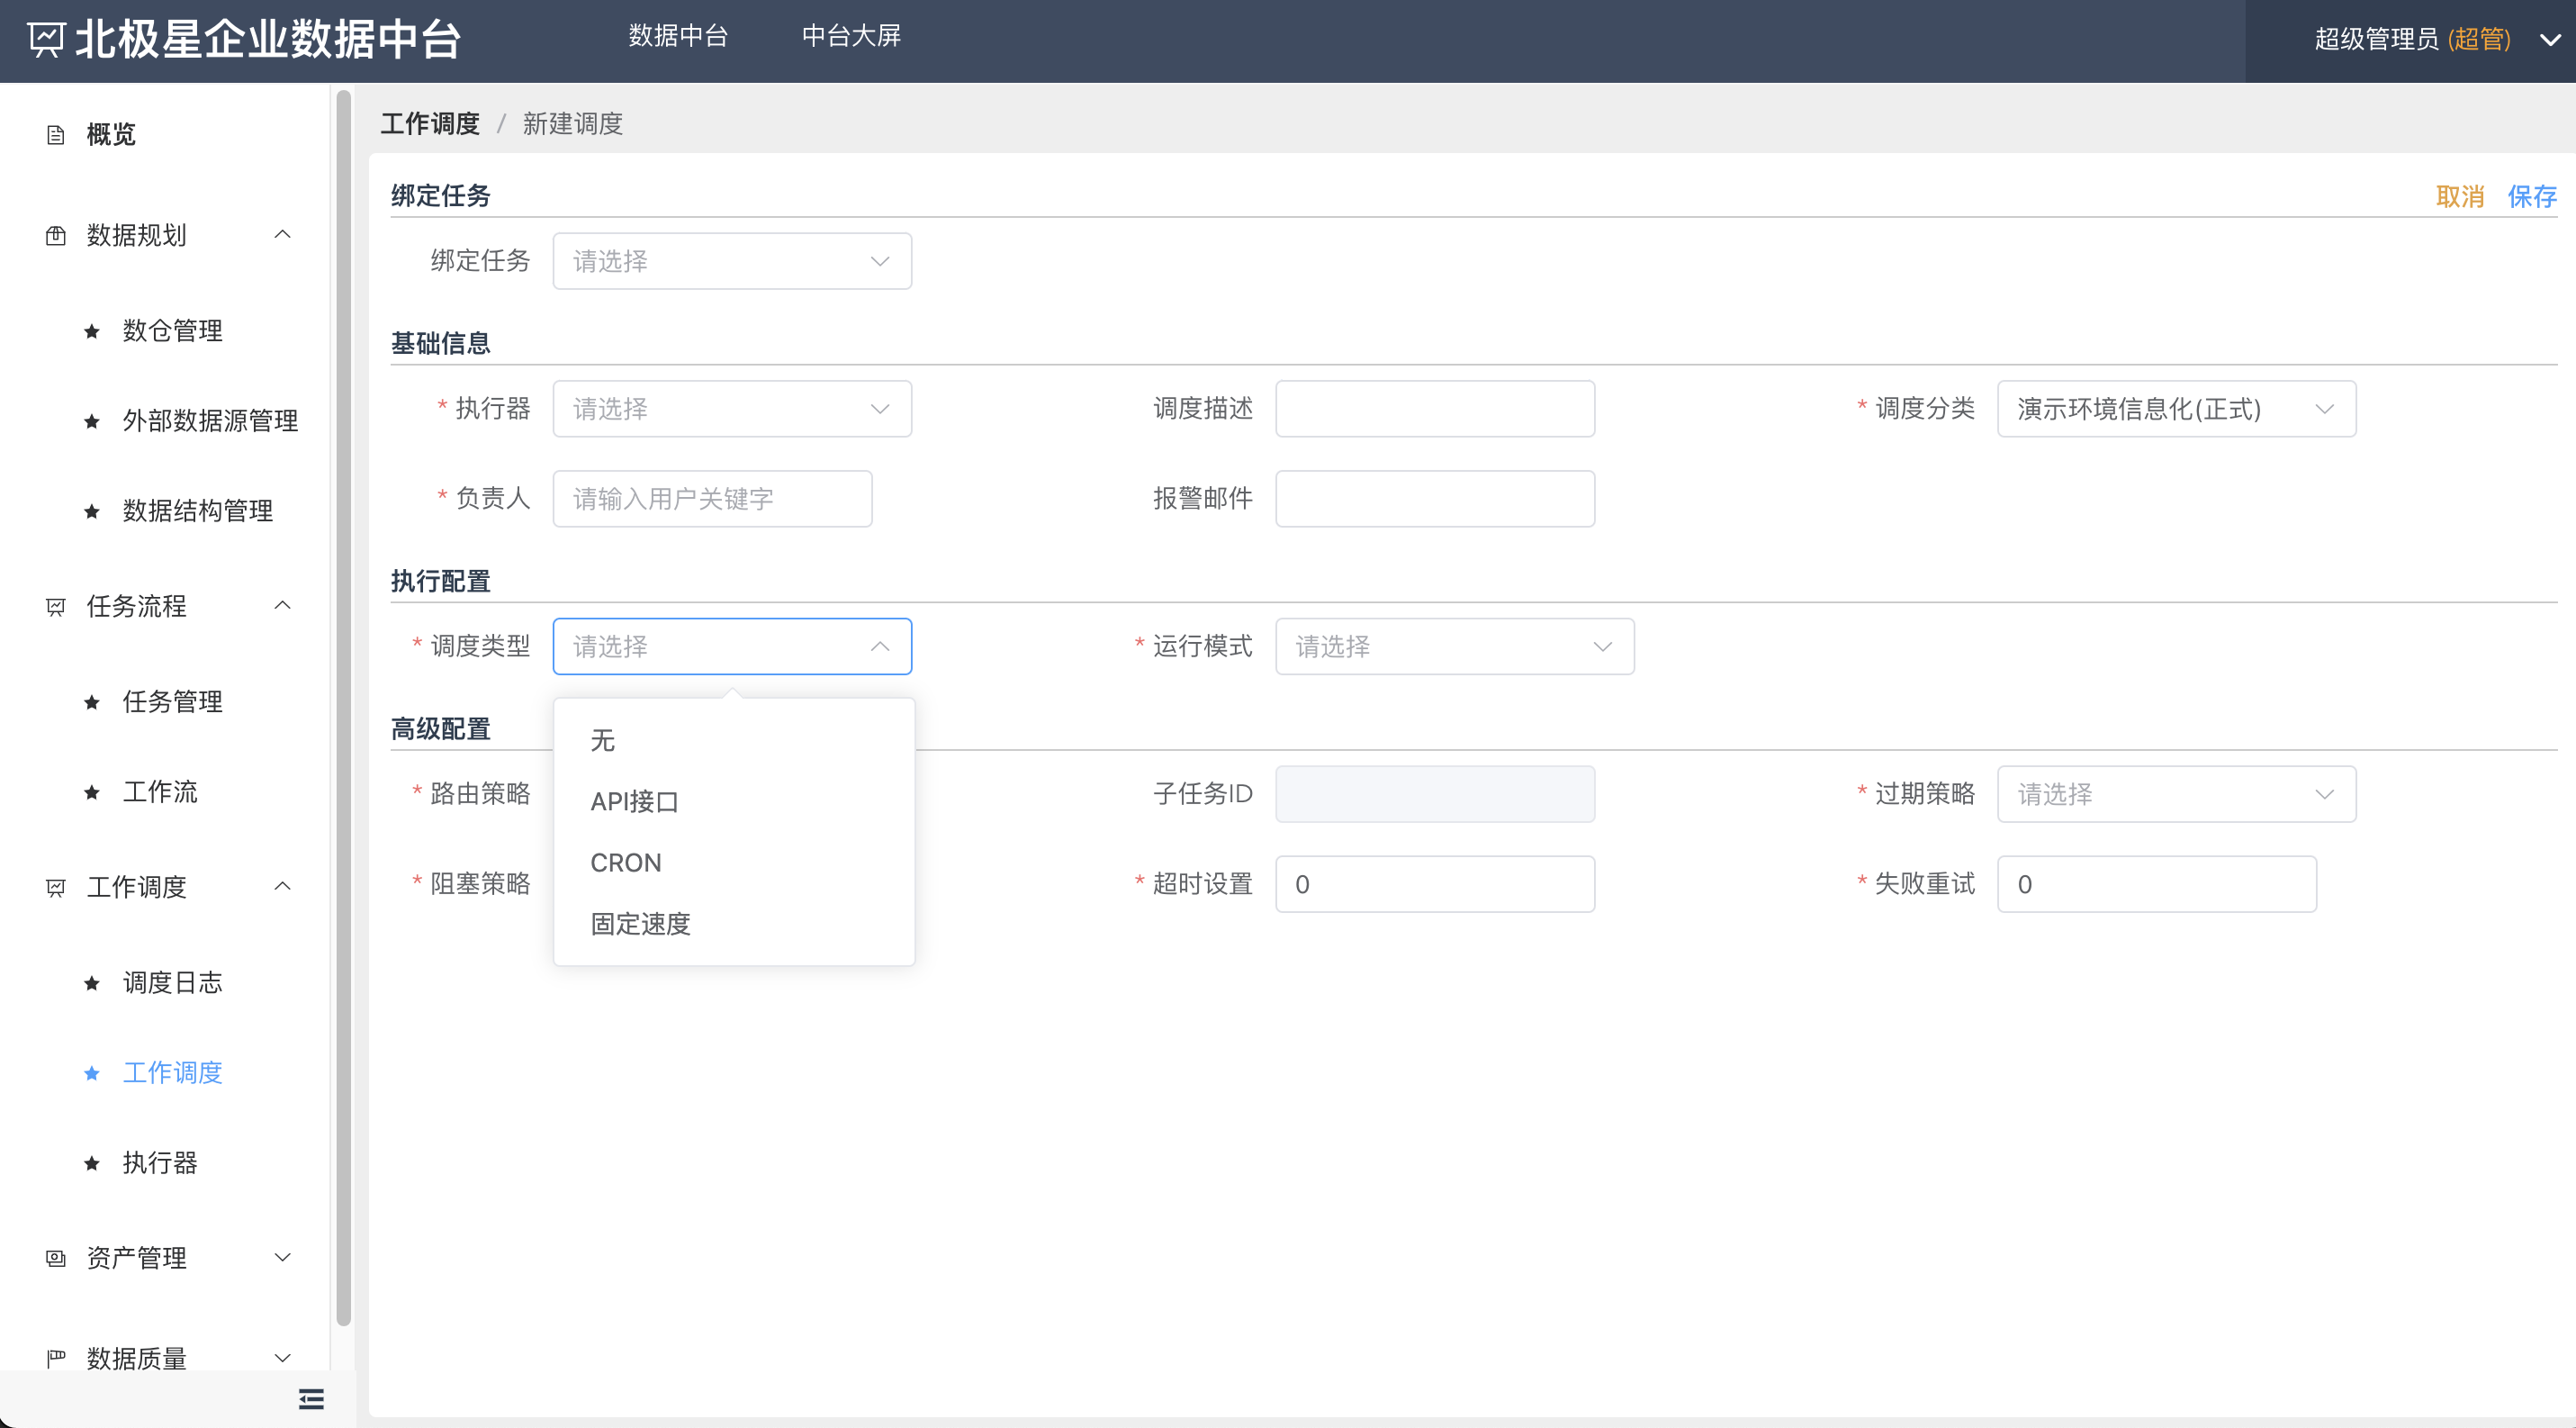 北极星企业数据中台
数据中台
中台大屏
超级管理员 (超管)
概览
数据规划
数仓管理
外部数据源管理
数据结构管理
任务流程
任务管理
工作流
工作调度
调度日志
工作调度
执行器
资产管理
数据质量
工作调度 / 新建调度
绑定任务
取消 保存
绑定任务 请选择
基础信息
* 执行器 请选择
调度描述
* 调度分类 演示环境信息化(正式)
* 负责人 请输入用户关键字
报警邮件
执行配置
* 调度类型 请选择
* 运行模式 请选择
无
API接口
CRON
固定速度
高级配置
* 路由策略
子任务ID
* 过期策略 请选择
* 阻塞策略
* 超时设置 0
* 失败重试 0